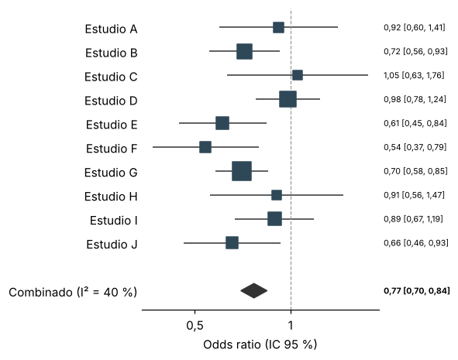 Estudio A 0,92 [0,60, 1,41]
Estudio B 0,72 [0,56, 0,93]
Estudio C 1,05 [0,63, 1,76]
Estudio D 0,98 [0,78, 1,24]
Estudio E 0,61 [0,45, 0,84]
Estudio F 0,54 [0,37, 0,79]
Estudio G 0,70 [0,58, 0,85]
Estudio H 0,91 [0,56, 1,47]
Estudio I 0,89 [0,67, 1,19]
Estudio J 0,66 [0,46, 0,93]
Combinado (I² = 40 %) 0,77 [0,70, 0,84]
0,5 1
Odds ratio (IC 95 %)